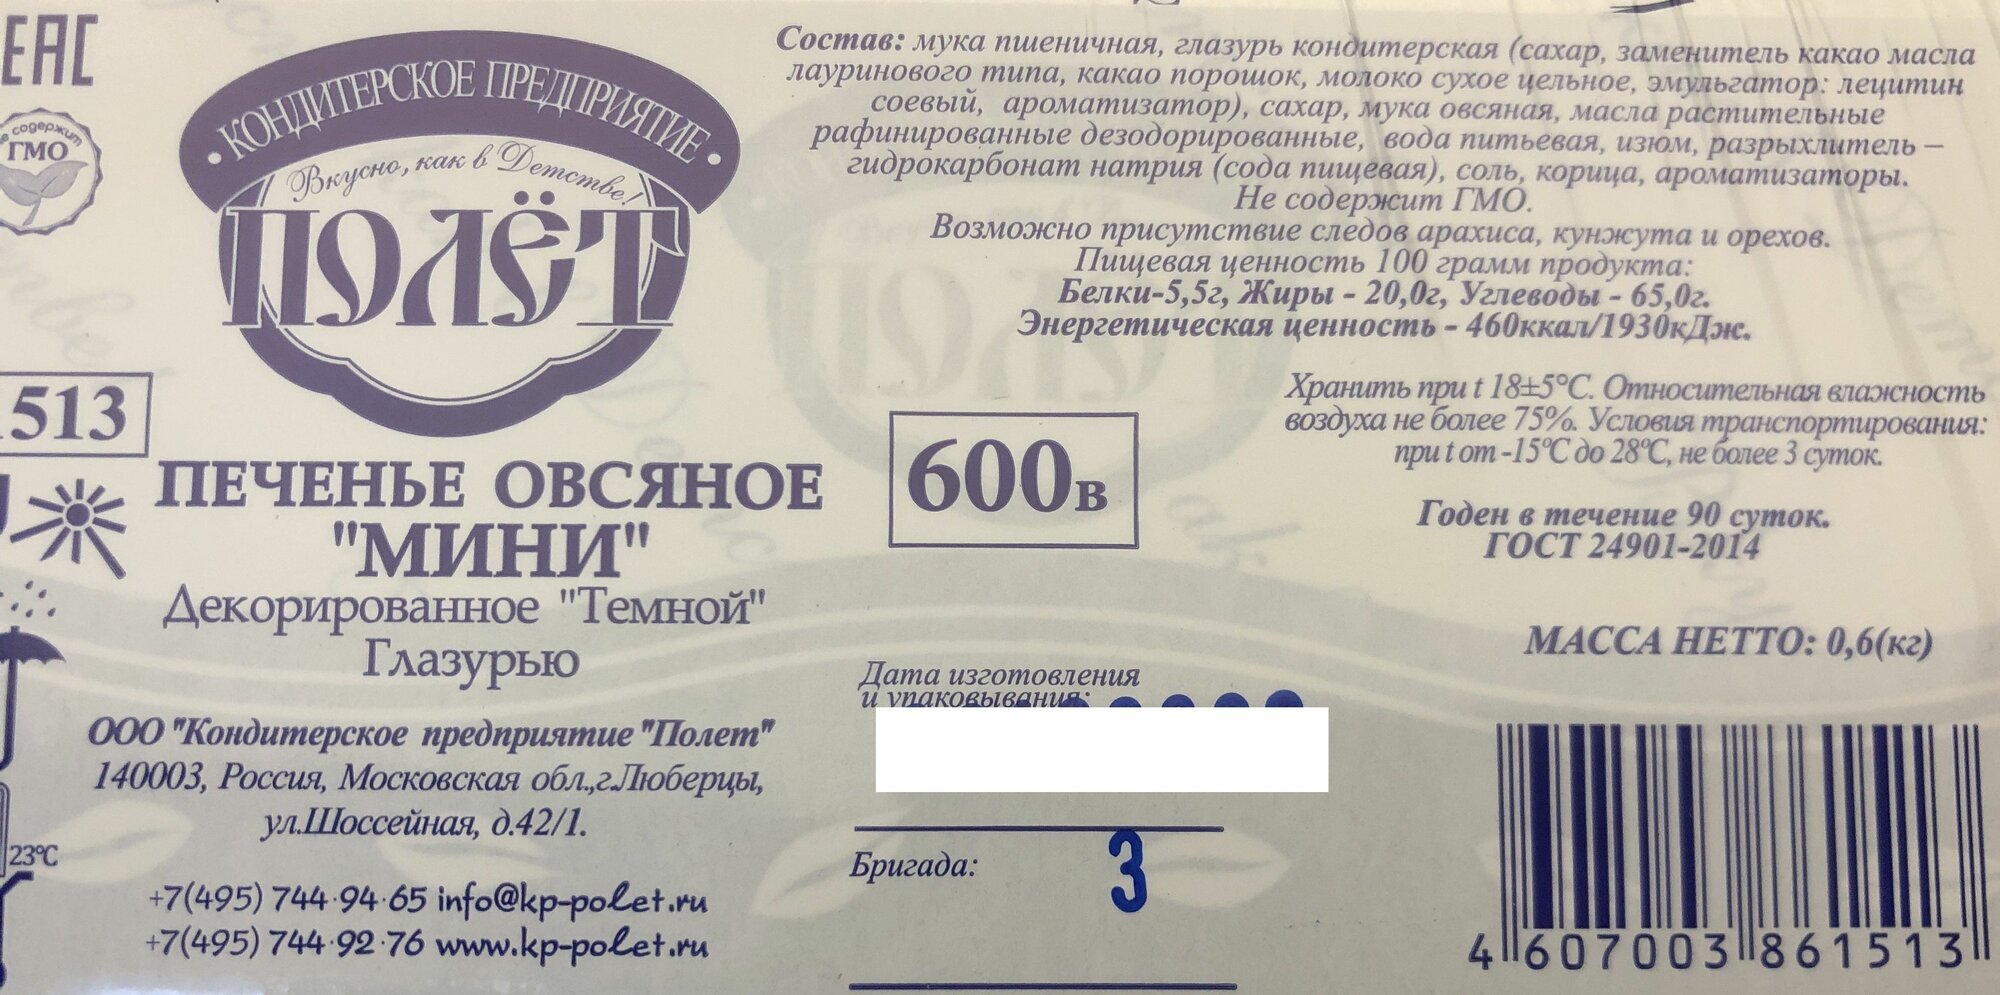 ЕАС
не содержит
ГМО
КОНДИТЕРСКОЕ ПРЕДПРИЯТИЕ
Вкусно, как в Детстве!
ПОЛЁТ
1513
ПЕЧЕНЬЕ ОВСЯНОЕ
"МИНИ"
Декорированное "Темной"
Глазурью
ООО "Кондитерское предприятие "Полет"
140003, Россия, Московская обл.,г.Люберцы,
ул.Шоссейная, д.42/1.
23°С
+7(495) 744·94·65 info@kp-polet.ru
+7(495) 744·92·76 www.kp-polet.ru
Состав: мука пшеничная, глазурь кондитерская (сахар, заменитель какао масла
лауринового типа, какао порошок, молоко сухое цельное, эмульгатор: лецитин
соевый, ароматизатор), сахар, мука овсяная, масла растительные
рафинированные дезодорированные, вода питьевая, изюм, разрыхлитель –
гидрокарбонат натрия (сода пищевая), соль, корица, ароматизаторы.
Не содержит ГМО.
Возможно присутствие следов арахиса, кунжута и орехов.
Пищевая ценность 100 грамм продукта:
Белки-5,5г, Жиры - 20,0г, Углеводы - 65,0г.
Энергетическая ценность - 460ккал/1930кДж.
600в
Хранить при t 18±5°С. Относительная влажность
воздуха не более 75%. Условия транспортирования:
при t от -15°С до 28°С, не более 3 суток.
Годен в течение 90 суток.
ГОСТ 24901-2014
МАССА НЕТТО: 0,6(кг)
Дата изготовления
и упаковывания:
Бригада: 3
4 607003 861513